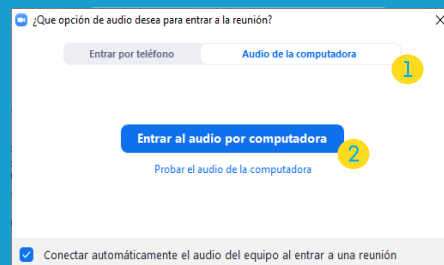 ¿Que opción de audio desea para entrar a la reunión?
Entrar por teléfono
Audio de la computadora
1
Entrar al audio por computadora
2
Probar el audio de la computadora
Conectar automáticamente el audio del equipo al entrar a una reunión